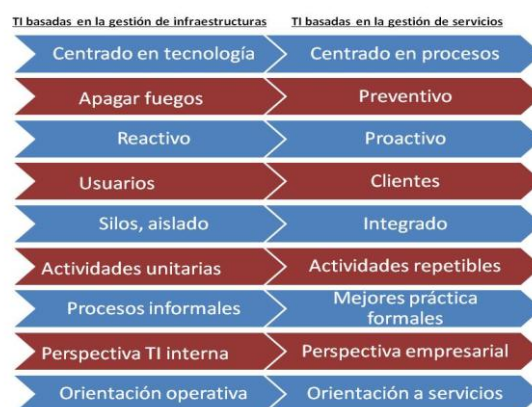 TI basadas en la gestión de infraestructuras
TI basadas en la gestión de servicios
Centrado en tecnología
Centrado en procesos
Apagar fuegos
Preventivo
Reactivo
Proactivo
Usuarios
Clientes
Silos, aislado
Integrado
Actividades unitarias
Actividades repetibles
Procesos informales
Mejores práctica
formales
Perspectiva TI interna
Perspectiva empresarial
Orientación operativa
Orientación a servicios